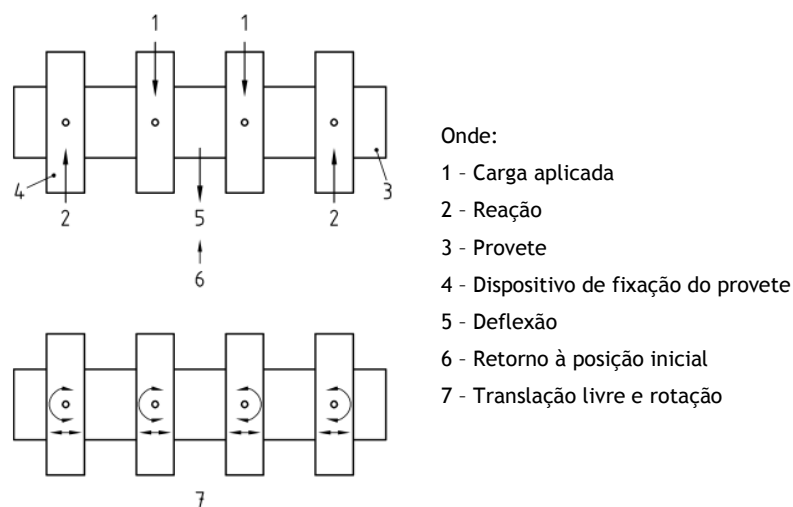 1 1
4 2 5 2 3
6
7
Onde:
1 – Carga aplicada
2 – Reação
3 – Provete
4 – Dispositivo de fixação do provete
5 – Deflexão
6 – Retorno à posição inicial
7 – Translação livre e rotação